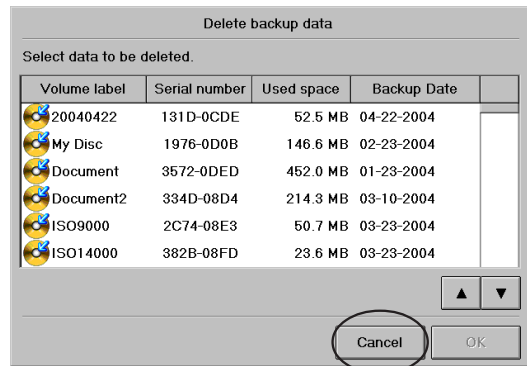 Delete backup data
Select data to be deleted.
Volume label Serial number Used space Backup Date
20040422 131D-0CDE 52.5 MB 04-22-2004
My Disc 1976-0D0B 146.6 MB 02-23-2004
Document 3572-0DED 452.0 MB 01-23-2004
Document2 334D-08D4 214.3 MB 03-10-2004
ISO9000 2C74-08E3 50.7 MB 03-23-2004
ISO14000 382B-08FD 23.6 MB 03-23-2004
Cancel OK